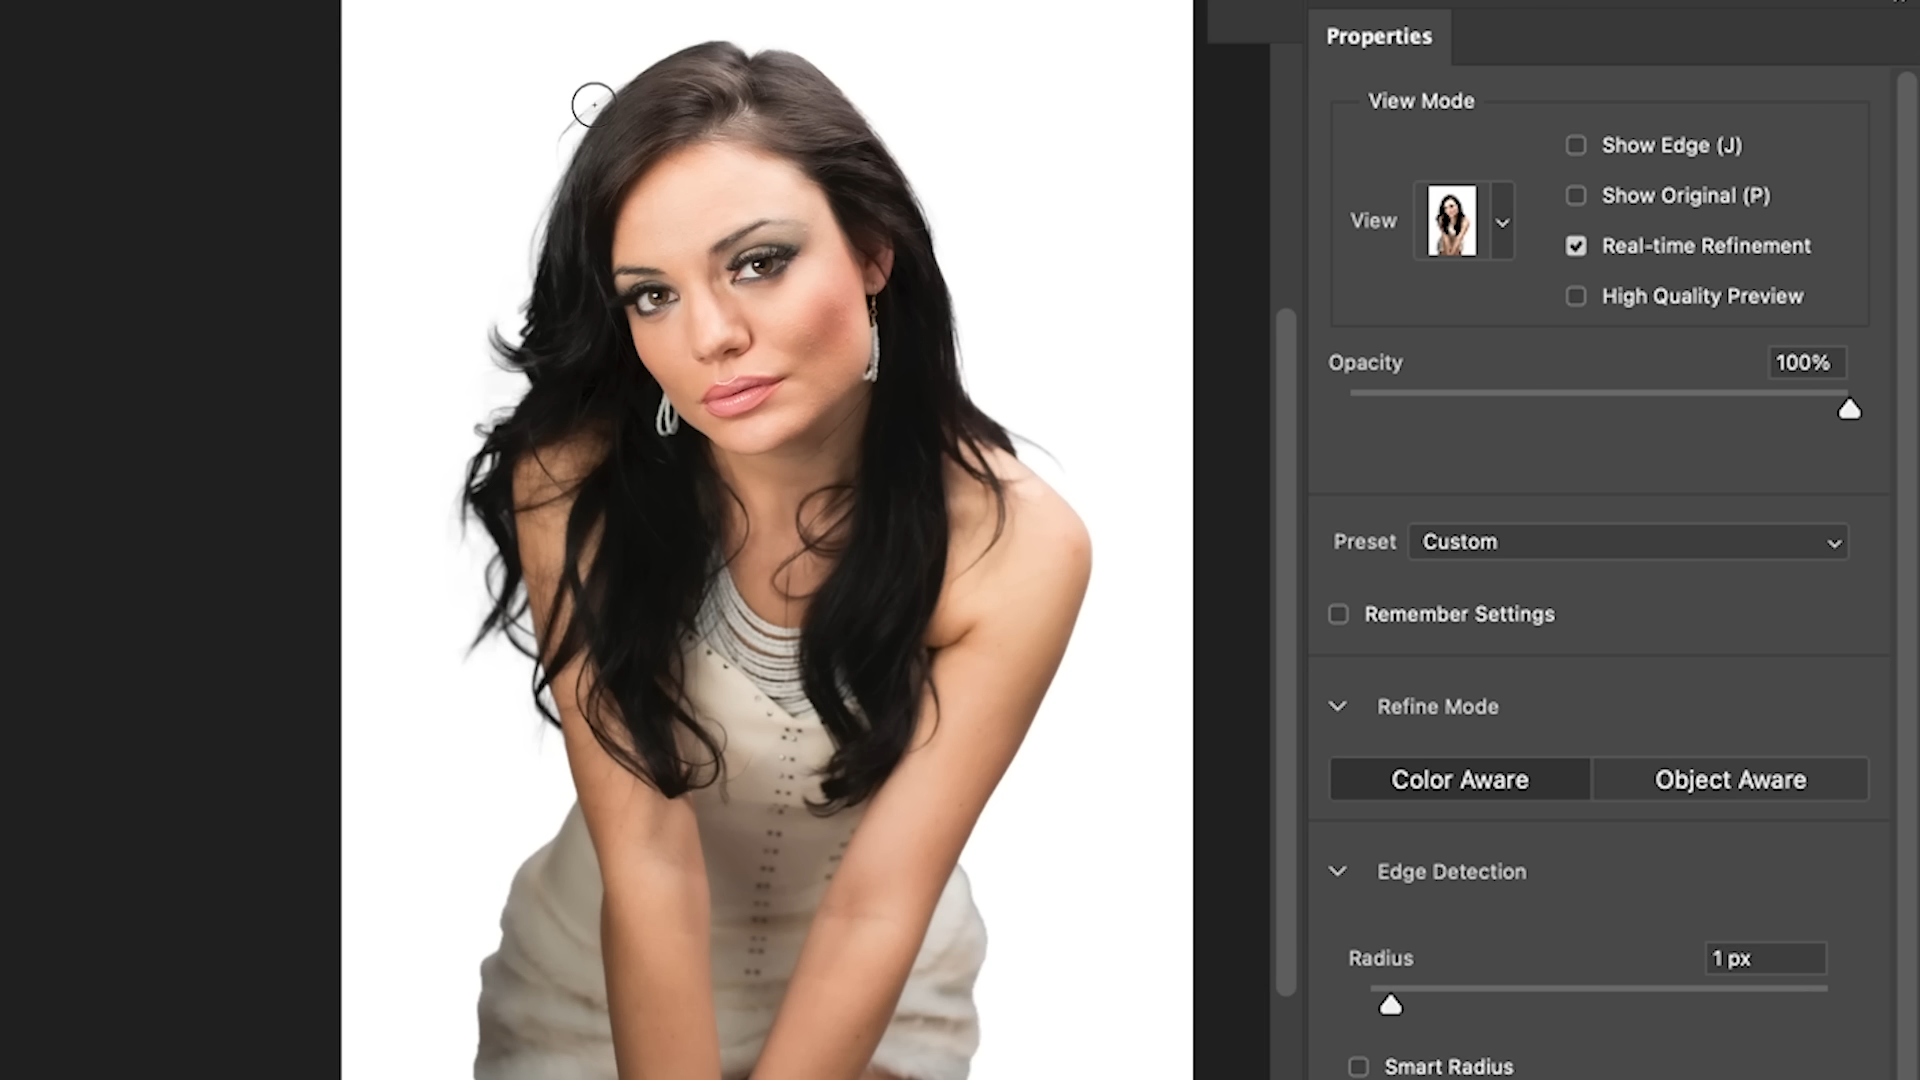 Properties
View Mode
Show Edge (J)
Show Original (P)
View
Real-time Refinement
High Quality Preview
Opacity
100%
Preset
Custom
Remember Settings
Refine Mode
Color Aware
Object Aware
Edge Detection
Radius
1 px
Smart Radius